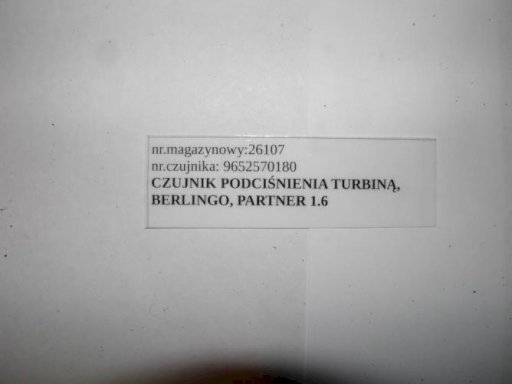 nr.magazynowy:26107
nr.czujnika: 9652570180
CZUJNIK PODCIŚNIENIA TURBINĄ,
BERLINGO, PARTNER 1.6